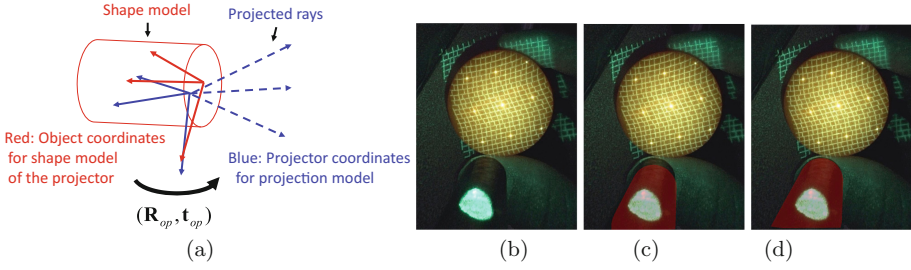 Shape model
Projected rays
Red: Object coordinates
for shape model
of the projector
Blue: Projector coordinates
for projection model
(R_op, t_op)
(a)
(b)
(c)
(d)